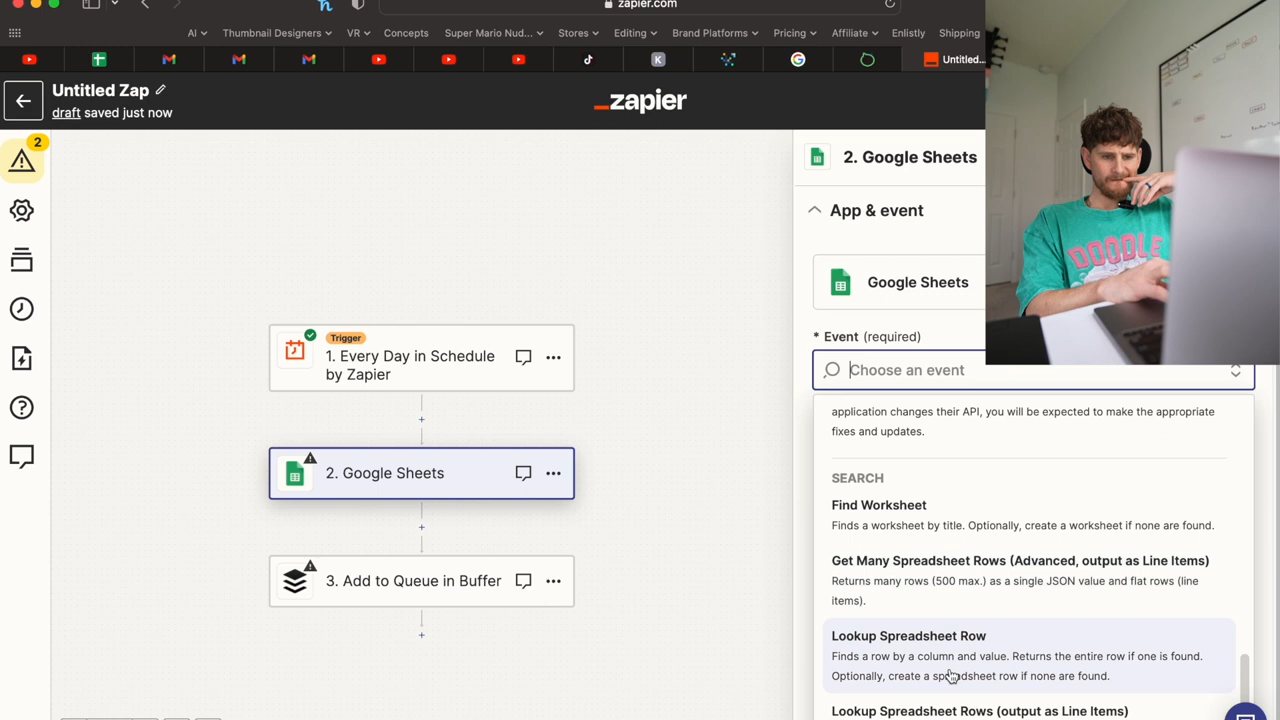 zapier.com
AI
Thumbnail Designers
VR
Concepts
Super Mario Nud...
Stores
Editing
Brand Platforms
Pricing
Affiliate
Enlistly
Shipping
K
Untitled...
Untitled Zap
draft saved just now
_zapier
2
2. Google Sheets
App & event
Google Sheets
* Event (required)
Choose an event
application changes their API, you will be expected to make the appropriate
fixes and updates.
SEARCH
Find Worksheet
Finds a worksheet by title. Optionally, create a worksheet if none are found.
Get Many Spreadsheet Rows (Advanced, output as Line Items)
Returns many rows (500 max.) as a single JSON value and flat rows (line
items).
Lookup Spreadsheet Row
Finds a row by a column and value. Returns the entire row if one is found.
Optionally, create a spreadsheet row if none are found.
Lookup Spreadsheet Rows (output as Line Items)
Trigger
1. Every Day in Schedule
by Zapier
2. Google Sheets
3. Add to Queue in Buffer
DOODLE